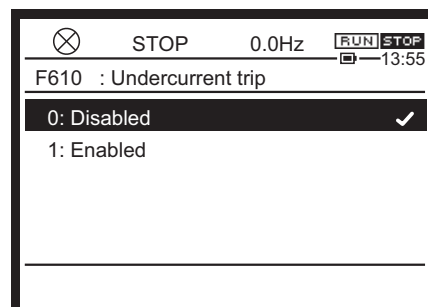 STOP 0.0Hz RUN STOP
13:55
F610 : Undercurrent trip
0: Disabled
1: Enabled